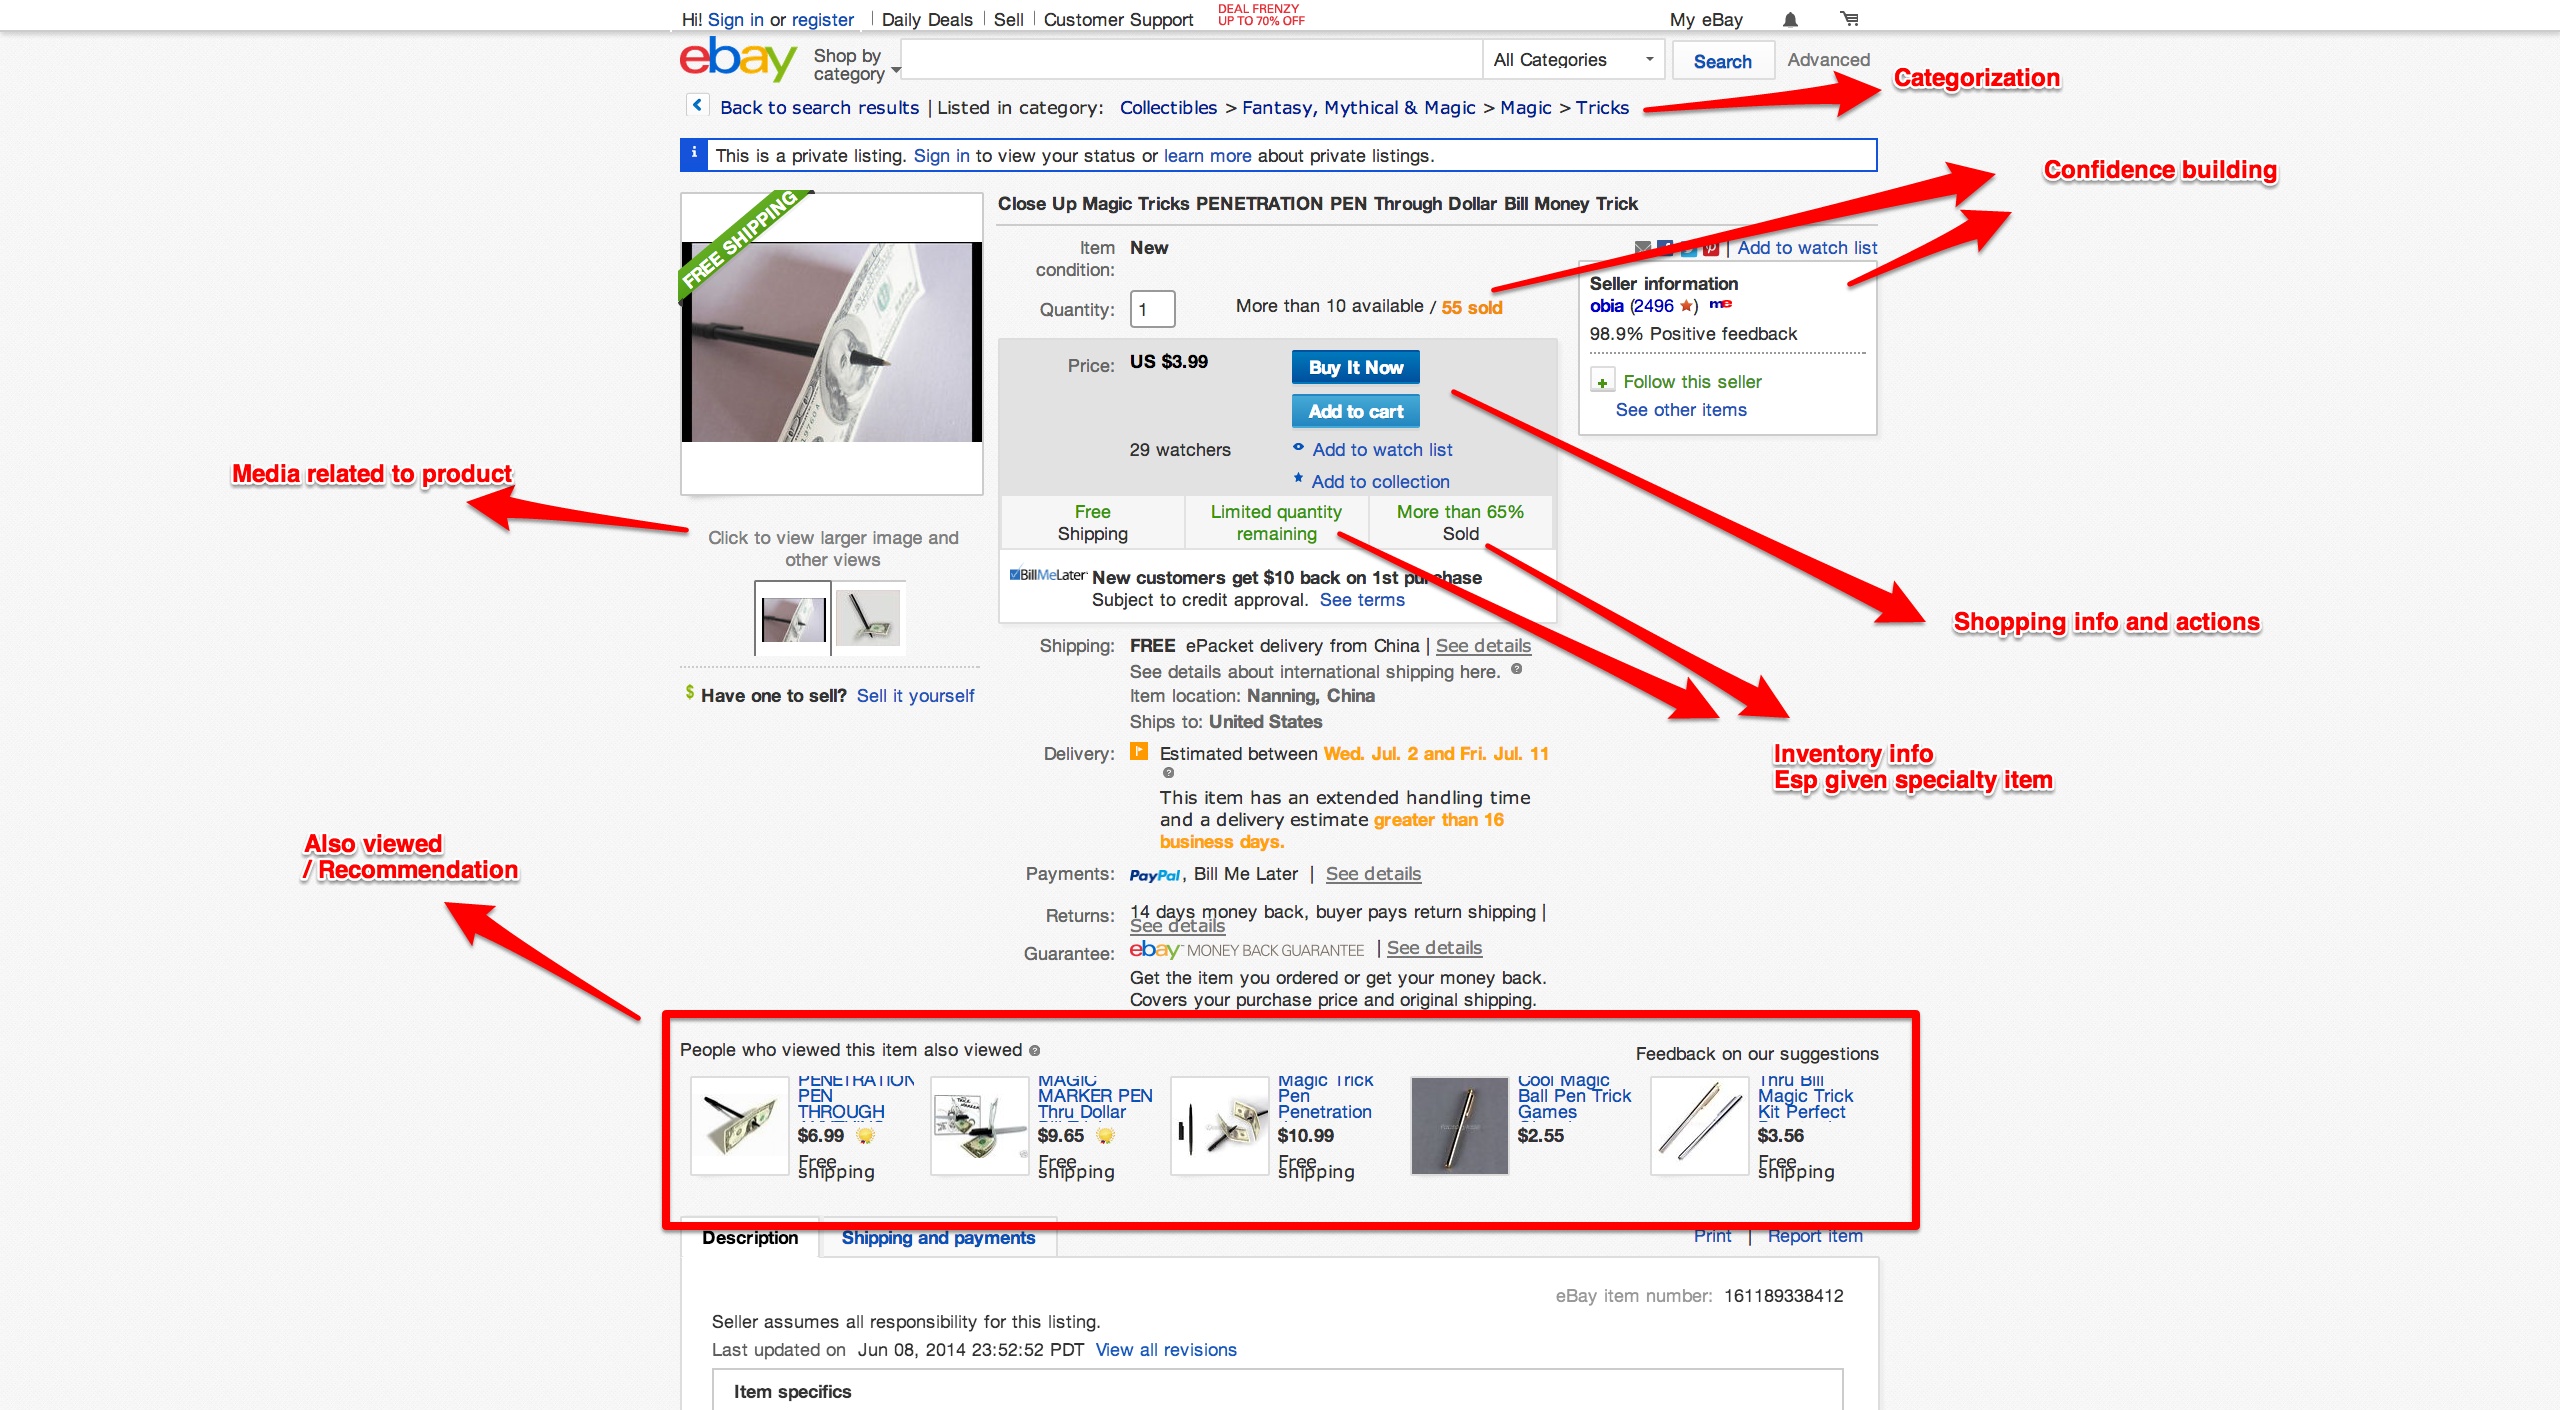 Hi! Sign in or register
Daily Deals
Sell
Customer Support
DEAL FRENZY
UP TO 70% OFF
My eBay
ebay
Shop by
category
All Categories
Search
Advanced
Categorization
Back to search results | Listed in category: Collectibles > Fantasy, Mythical & Magic > Magic > Tricks
This is a private listing. Sign in to view your status or learn more about private listings.
Confidence building
FREE SHIPPING
Close Up Magic Tricks PENETRATION PEN Through Dollar Bill Money Trick
Item
condition:
New
| Add to watch list
Quantity:
1
More than 10 available / 55 sold
Seller information
obia (2496 ) me
98.9% Positive feedback
Follow this seller
See other items
Price:
US $3.99
Buy It Now
Add to cart
29 watchers
Add to watch list
Add to collection
Media related to product
Free
Shipping
Limited quantity
remaining
More than 65%
Sold
Click to view larger image and
other views
BillMeLater
New customers get $10 back on 1st purchase
Subject to credit approval. See terms
Shopping info and actions
Shipping:
FREE ePacket delivery from China | See details
See details about international shipping here.
Item location: Nanning, China
Ships to: United States
$ Have one to sell? Sell it yourself
Delivery:
Estimated between Wed. Jul. 2 and Fri. Jul. 11
This item has an extended handling time
and a delivery estimate greater than 16
business days.
Inventory info
Esp given specialty item
Also viewed
/ Recommendation
Payments:
PayPal, Bill Me Later | See details
Returns:
14 days money back, buyer pays return shipping |
See details
Guarantee:
ebay MONEY BACK GUARANTEE | See details
Get the item you ordered or get your money back.
Covers your purchase price and original shipping.
People who viewed this item also viewed
Feedback on our suggestions
PENETRATION
PEN
THROUGH
$6.99
Free
shipping
MAGIC
MARKER PEN
Thru Dollar
$9.65
Free
shipping
Magic Trick
Pen
Penetration
$10.99
Free
shipping
Cool Magic
Ball Pen Trick
Games
$2.55
Thru Bill
Magic Trick
Kit Perfect
$3.56
Free
shipping
Description
Shipping and payments
Print | Report item
eBay item number: 161189338412
Seller assumes all responsibility for this listing.
Last updated on Jun 08, 2014 23:52:52 PDT View all revisions
Item specifics